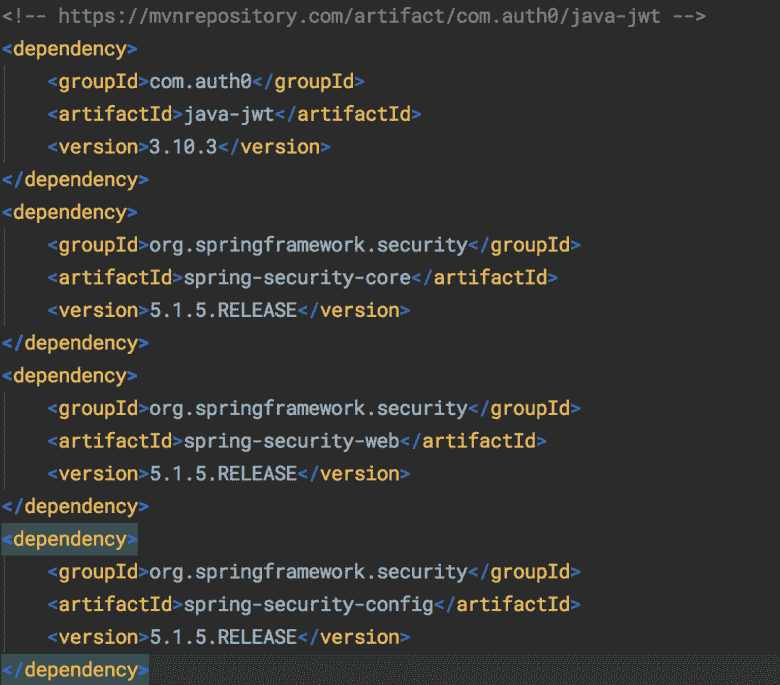 <!-- https://mvnrepository.com/artifact/com.auth0/java-jwt -->
<dependency>
    <groupId>com.auth0</groupId>
    <artifactId>java-jwt</artifactId>
    <version>3.10.3</version>
</dependency>
<dependency>
    <groupId>org.springframework.security</groupId>
    <artifactId>spring-security-core</artifactId>
    <version>5.1.5.RELEASE</version>
</dependency>
<dependency>
    <groupId>org.springframework.security</groupId>
    <artifactId>spring-security-web</artifactId>
    <version>5.1.5.RELEASE</version>
</dependency>
<dependency>
    <groupId>org.springframework.security</groupId>
    <artifactId>spring-security-config</artifactId>
    <version>5.1.5.RELEASE</version>
</dependency>